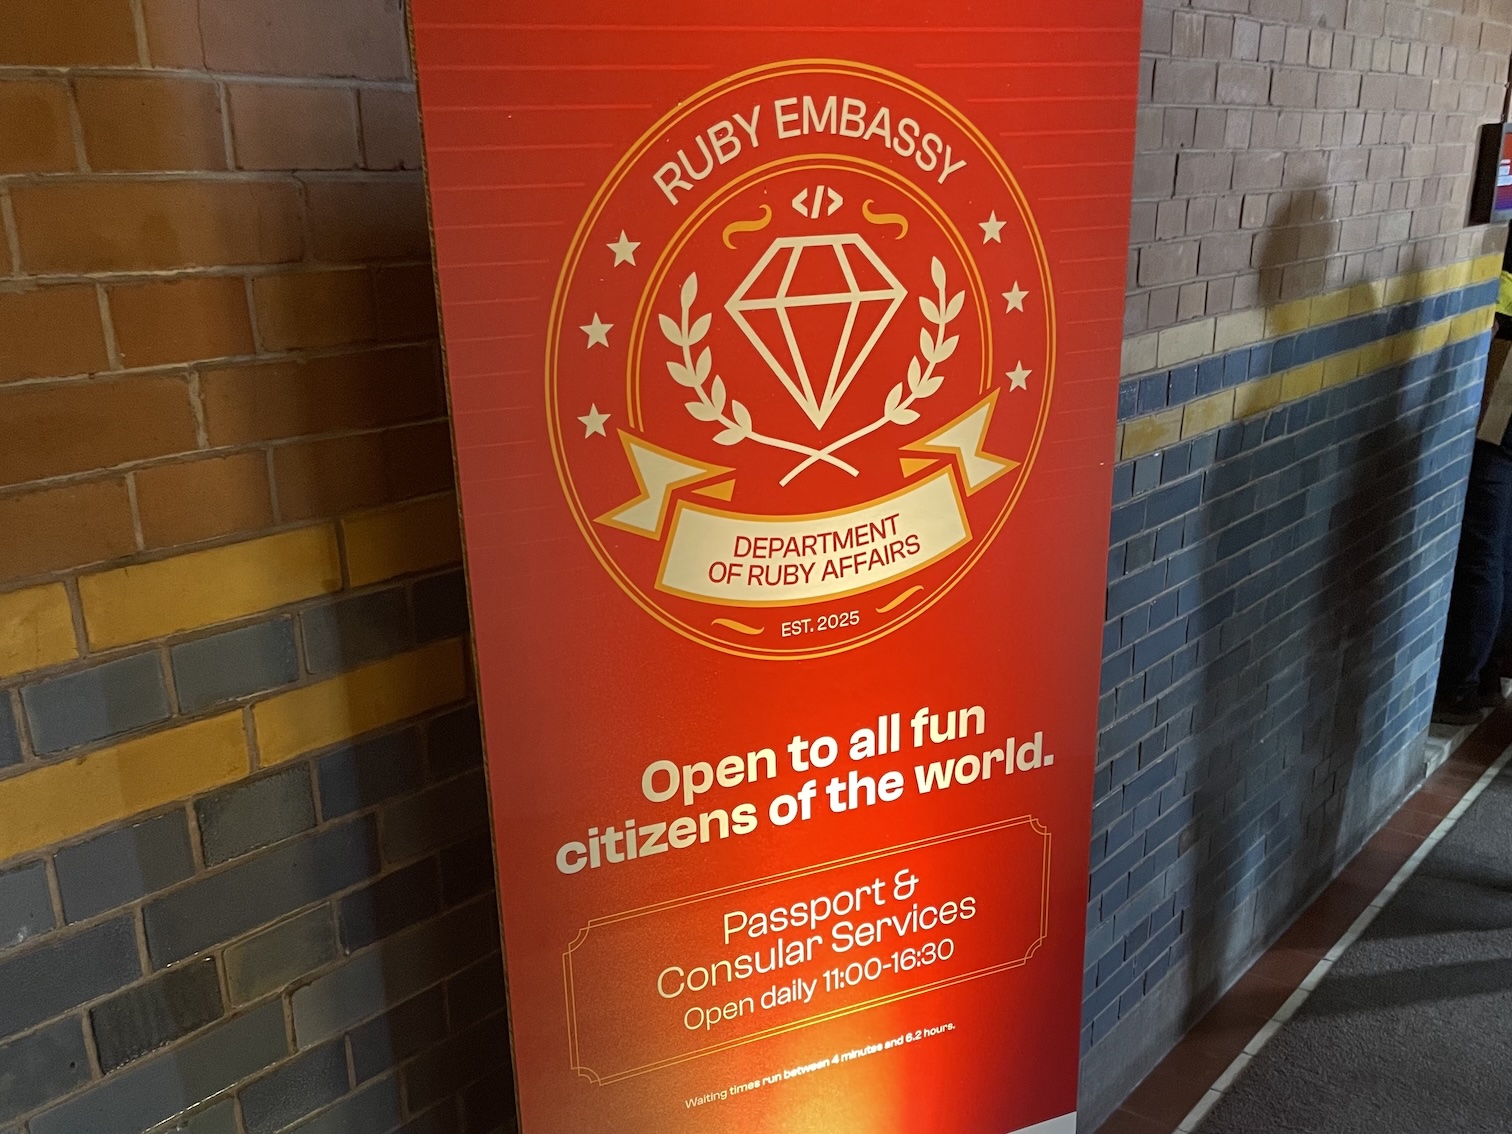 RUBY EMBASSY
</>
DEPARTMENT
OF RUBY AFFAIRS
EST. 2025
Open to all fun
citizens of the world.
Passport &
Consular Services
Open daily 11:00-16:30
Waiting times run between 4 minutes and 6.2 hours.